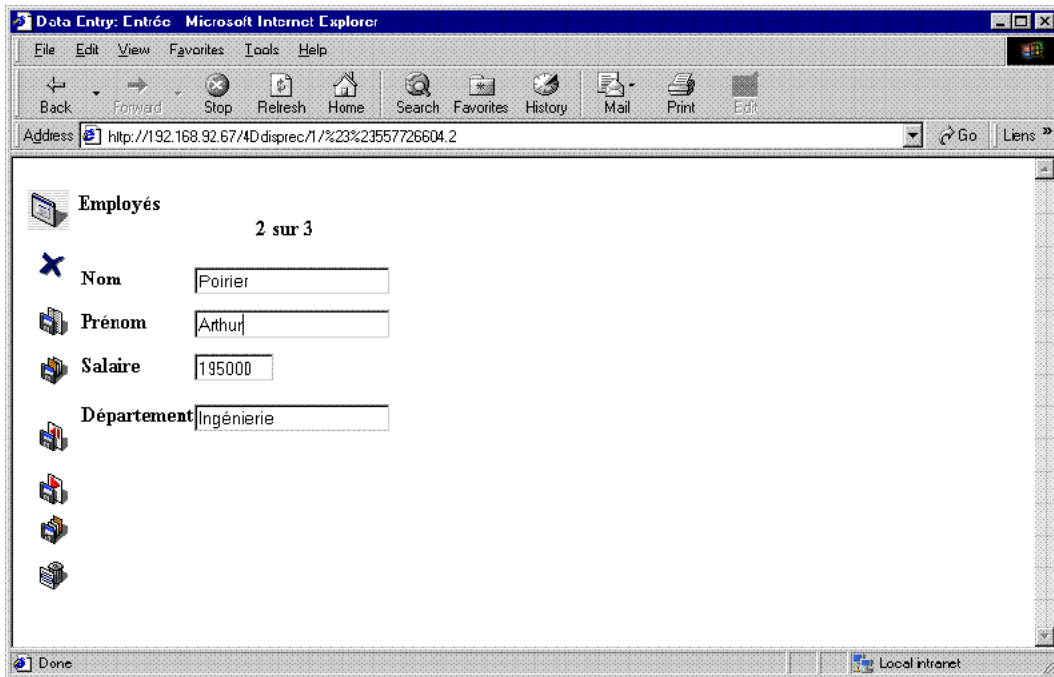 Data Entry: Entrée Microsoft Internet Explorer
File Edit View Favorites Tools Help
Back Forward Stop Refresh Home Search Favorites History Mail Print Edit
Address http://192.168.92.67/4Ddisprec/1/%23%23557726604.2 Go Liens »
Employés
2 sur 3
Nom Poirier
Prénom Arthur
Salaire 195000
Département Ingénierie
Done Local intranet